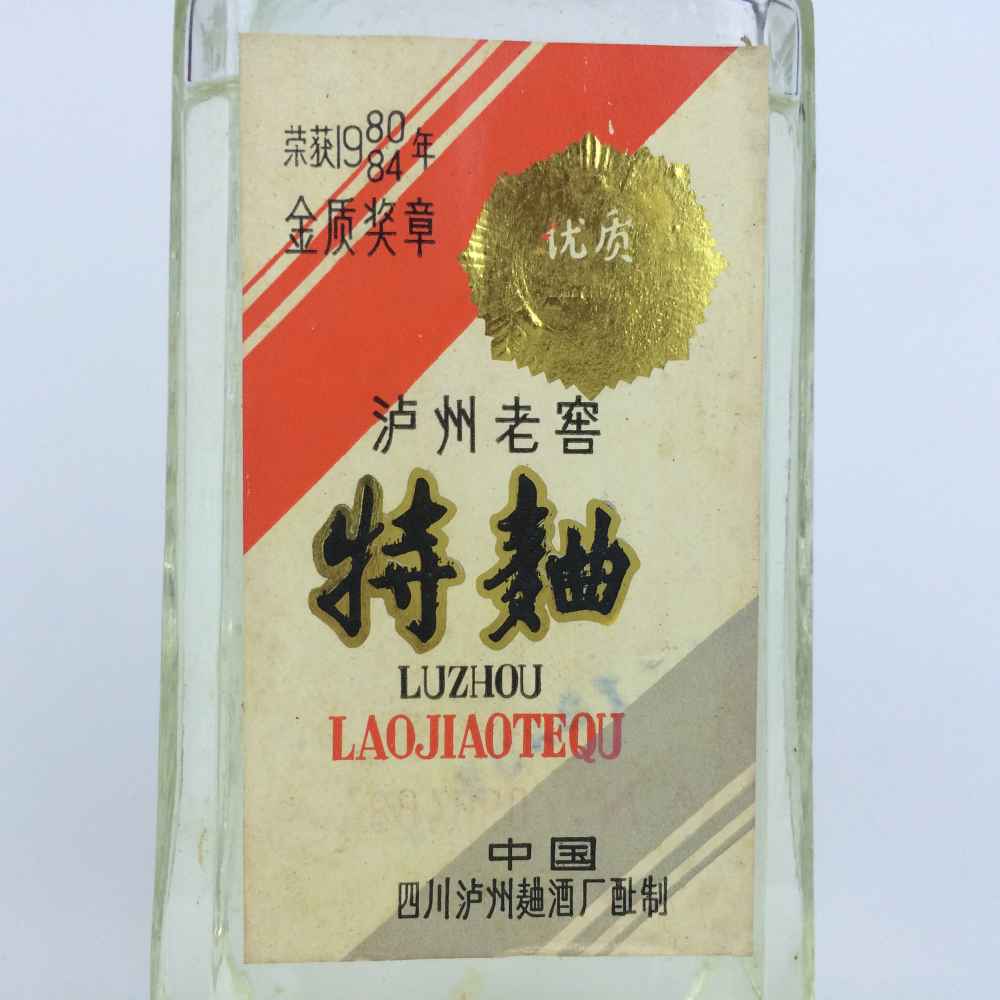 荣获1980 84年
金质奖章
优质
泸州老窖
特麯
LUZHOU
LAOJIAOTEQU
中国
四川泸州麯酒厂酿制